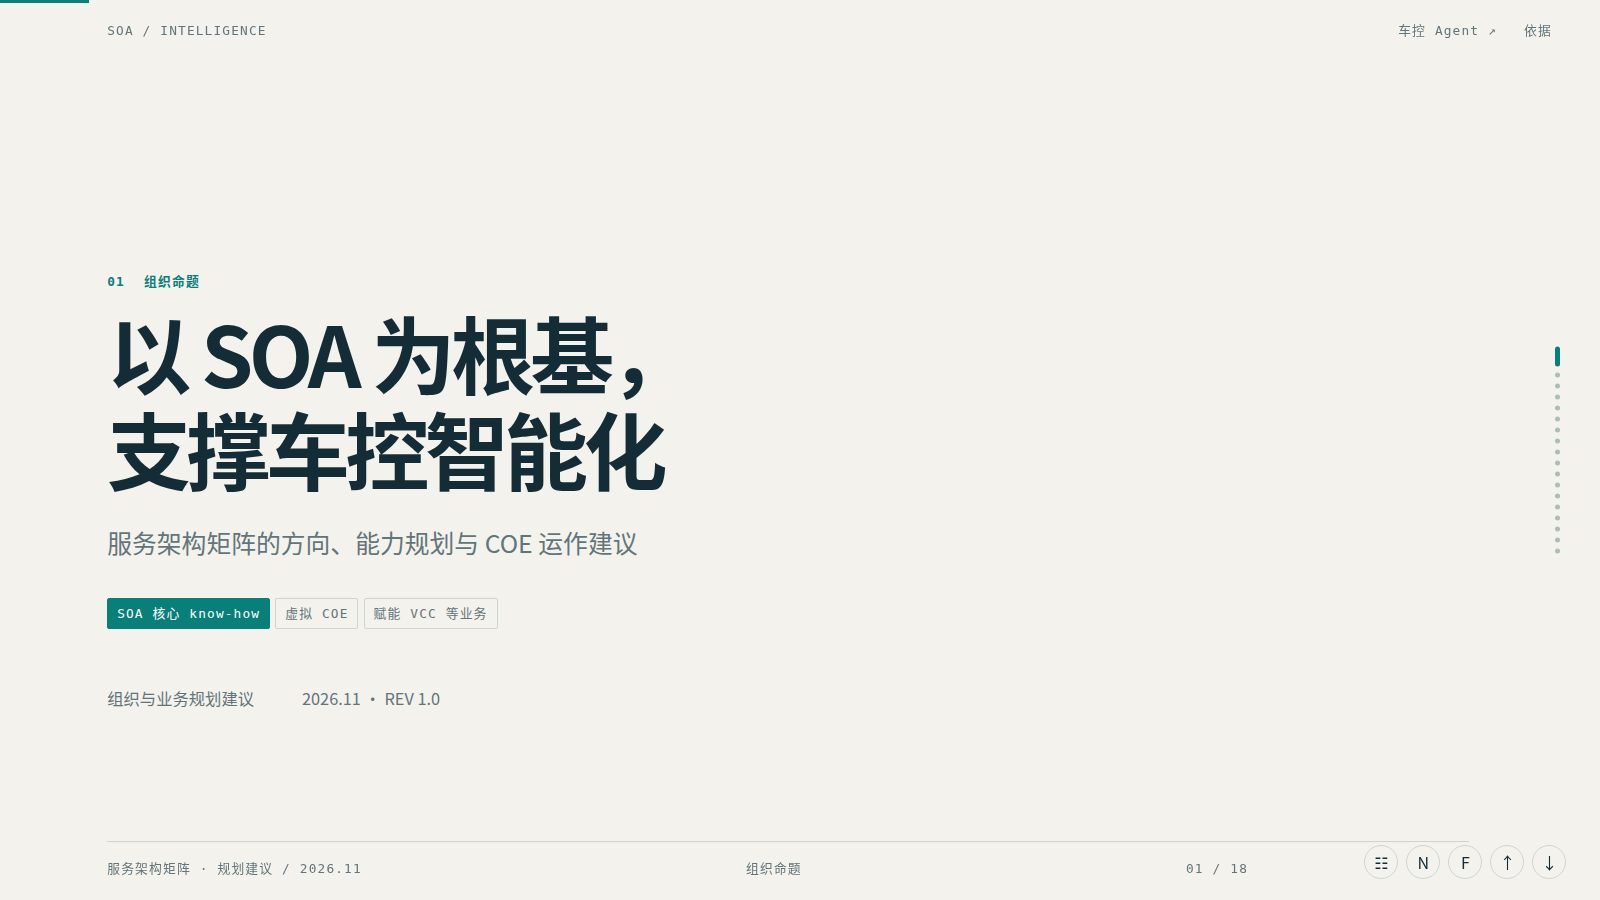 SOA / INTELLIGENCE
车控 Agent ↗ 依据
01 组织命题
以 SOA 为根基，
支撑车控智能化
服务架构矩阵的方向、能力规划与 COE 运作建议
SOA 核心 know-how 虚拟 COE 赋能 VCC 等业务
组织与业务规划建议 2026.11 · REV 1.0
服务架构矩阵 · 规划建议 / 2026.11 组织命题 01 / 18 ☷ N F ↑ ↓